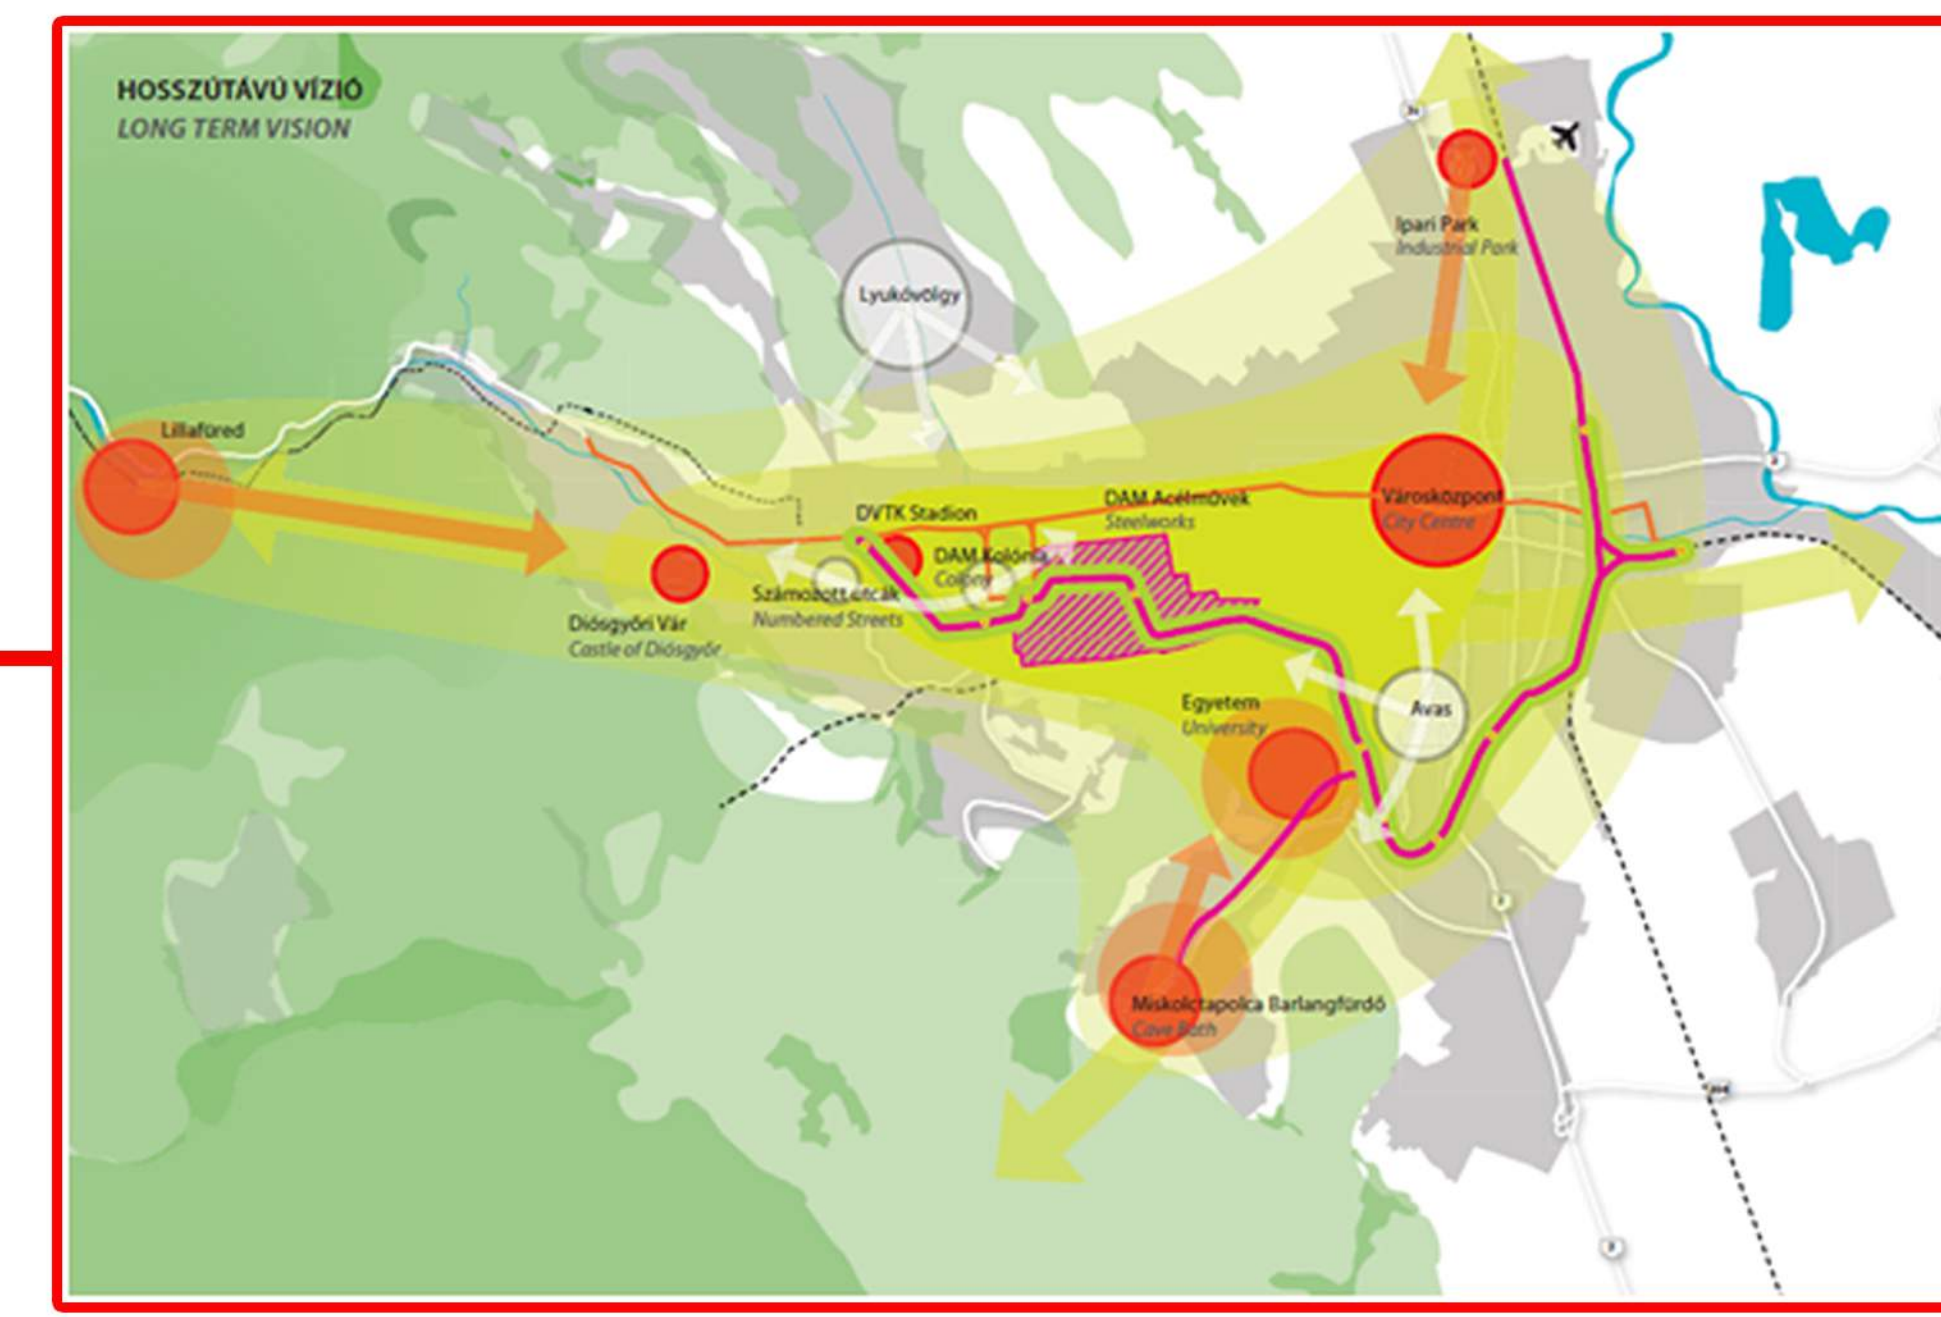 HOSSZÚTÁVÚ VÍZIÓ
LONG TERM VISION
Ipari Park
Industrial Park
Lyukóvölgy
Lillafüred
DVTK Stadion
DAM Acélművek
Steelworks
Városközpont
City Centre
DAM Kolónia
Colony
Számozott utcák
Numbered Streets
Diósgyőri Vár
Castle of Diósgyőr
Egyetem
University
Avas
Miskolctapolca Barlangfürdő
Cave Bath